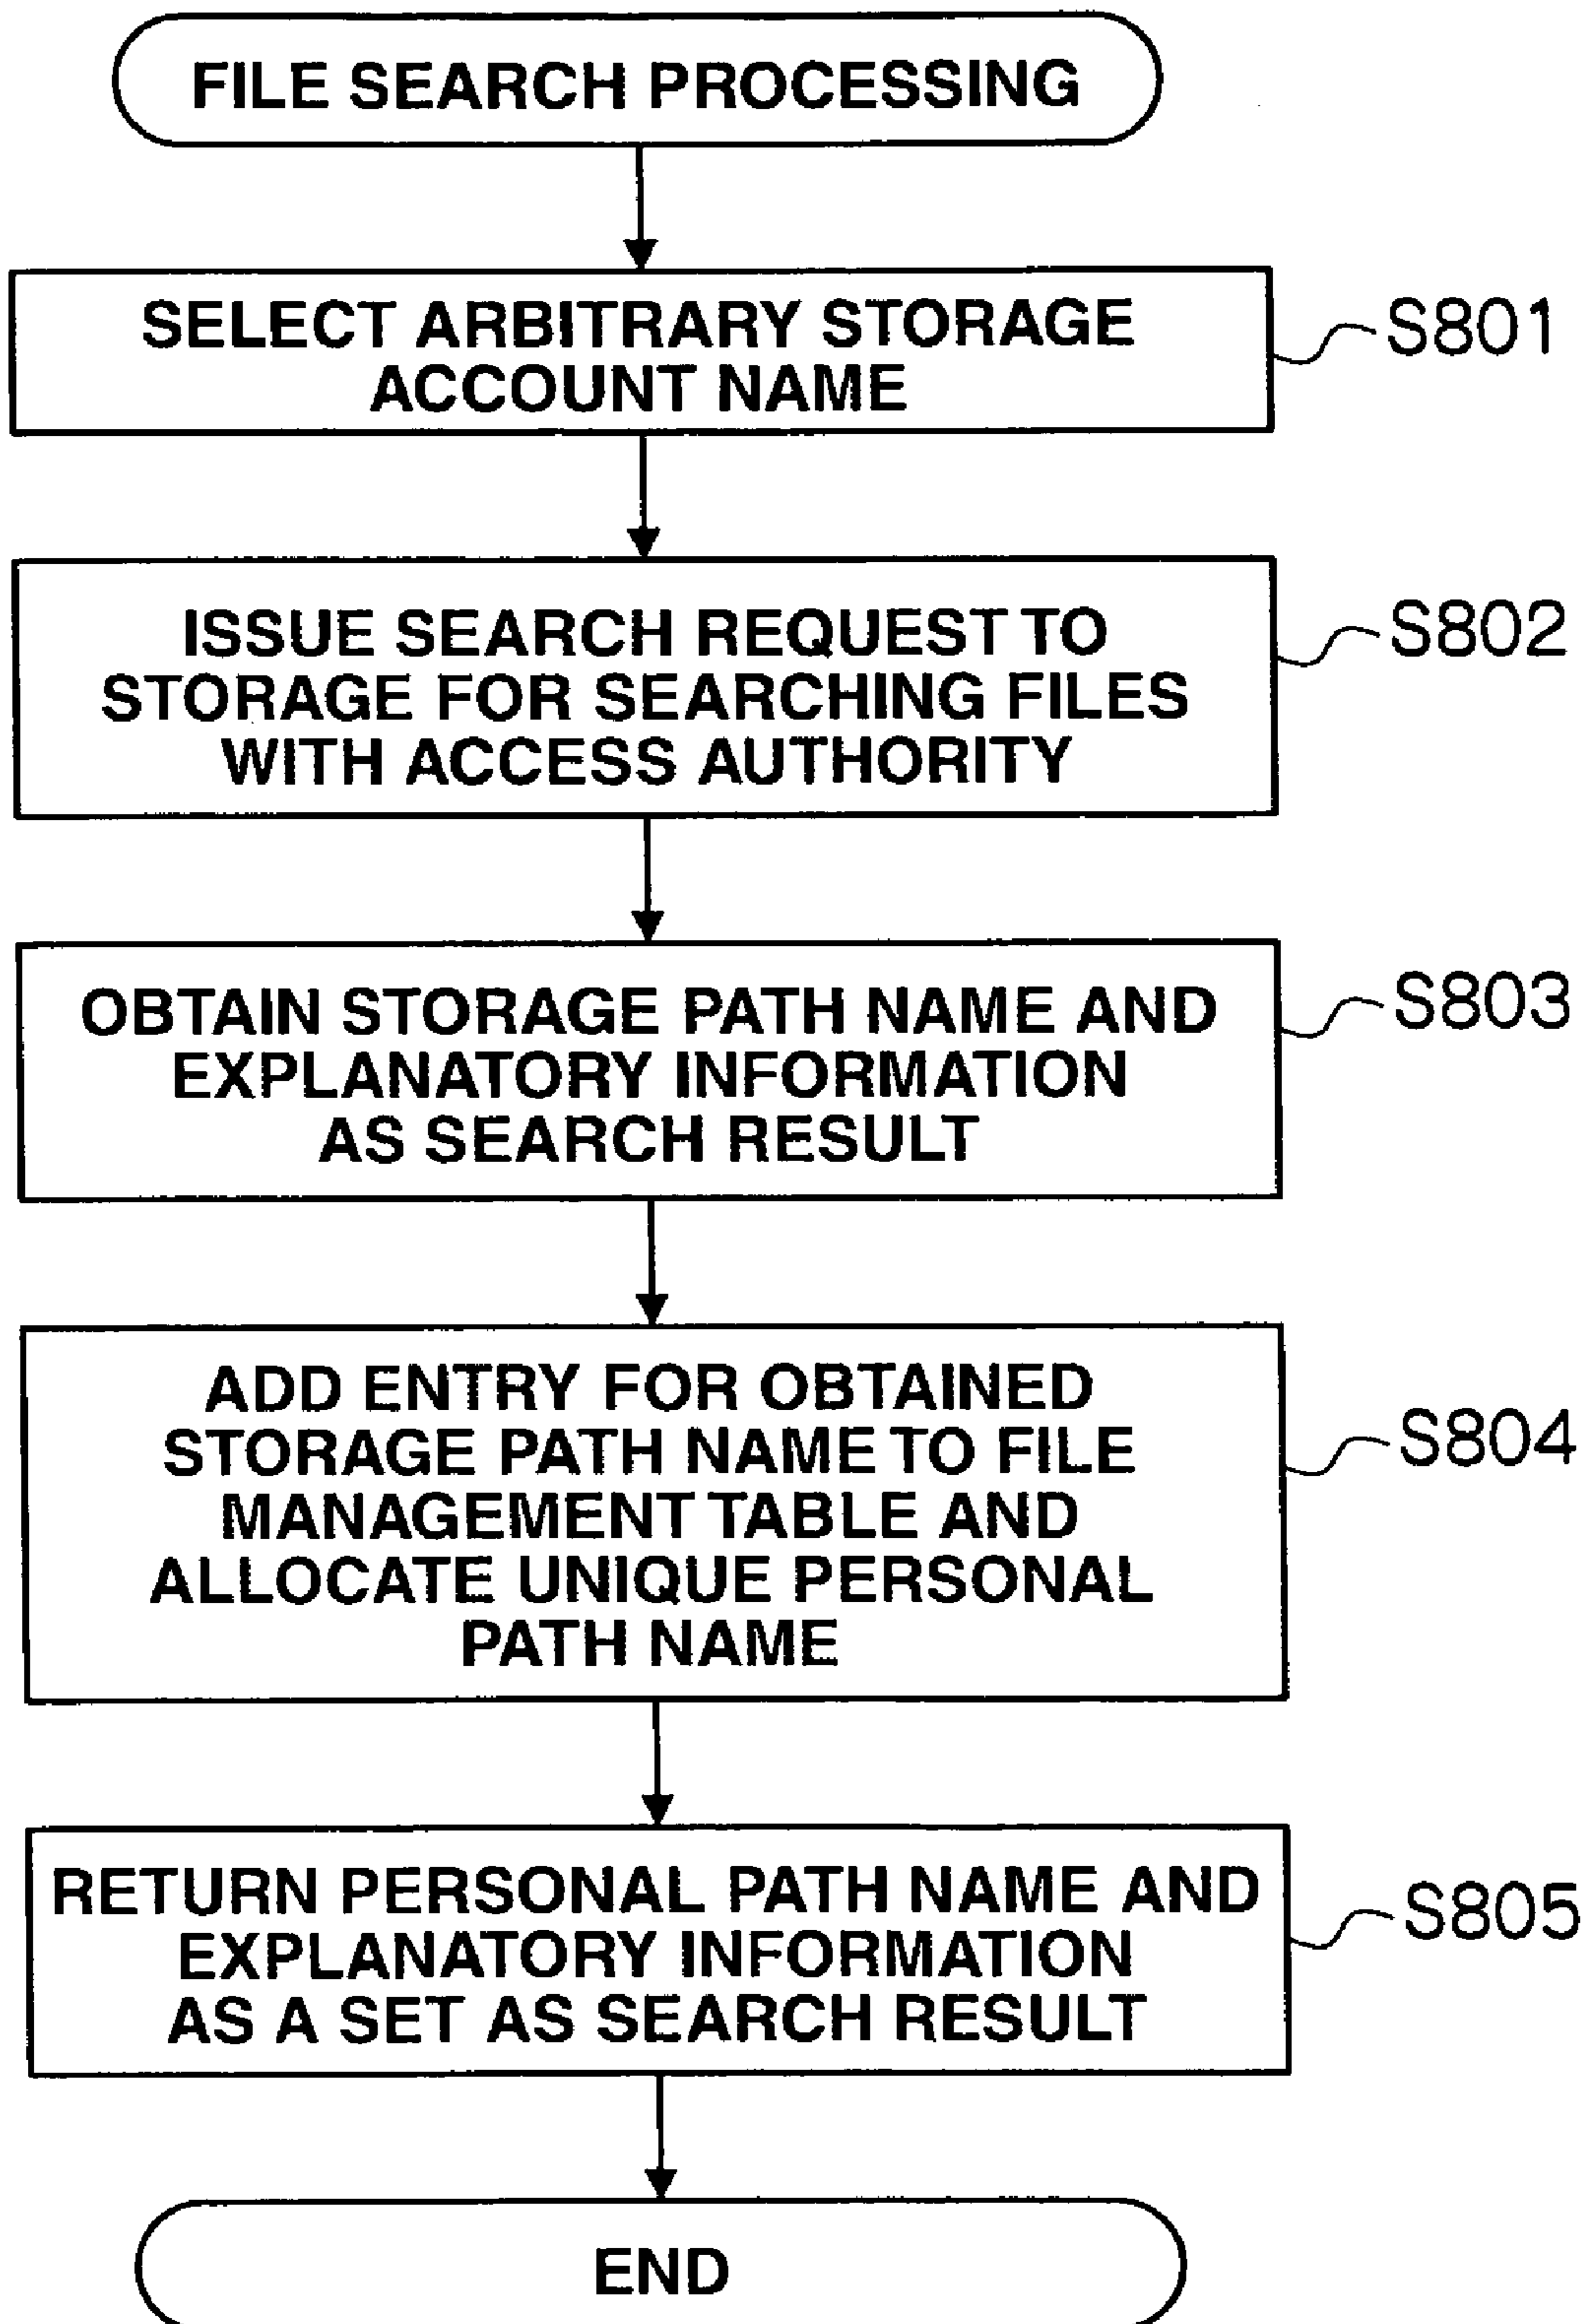 FILE SEARCH PROCESSING
SELECT ARBITRARY STORAGE
ACCOUNT NAME
S801
ISSUE SEARCH REQUEST TO
STORAGE FOR SEARCHING FILES
WITH ACCESS AUTHORITY
S802
OBTAIN STORAGE PATH NAME AND
EXPLANATORY INFORMATION
AS SEARCH RESULT
S803
ADD ENTRY FOR OBTAINED
STORAGE PATH NAME TO FILE
MANAGEMENT TABLE AND
ALLOCATE UNIQUE PERSONAL
PATH NAME
S804
RETURN PERSONAL PATH NAME AND
EXPLANATORY INFORMATION
AS A SET AS SEARCH RESULT
S805
END